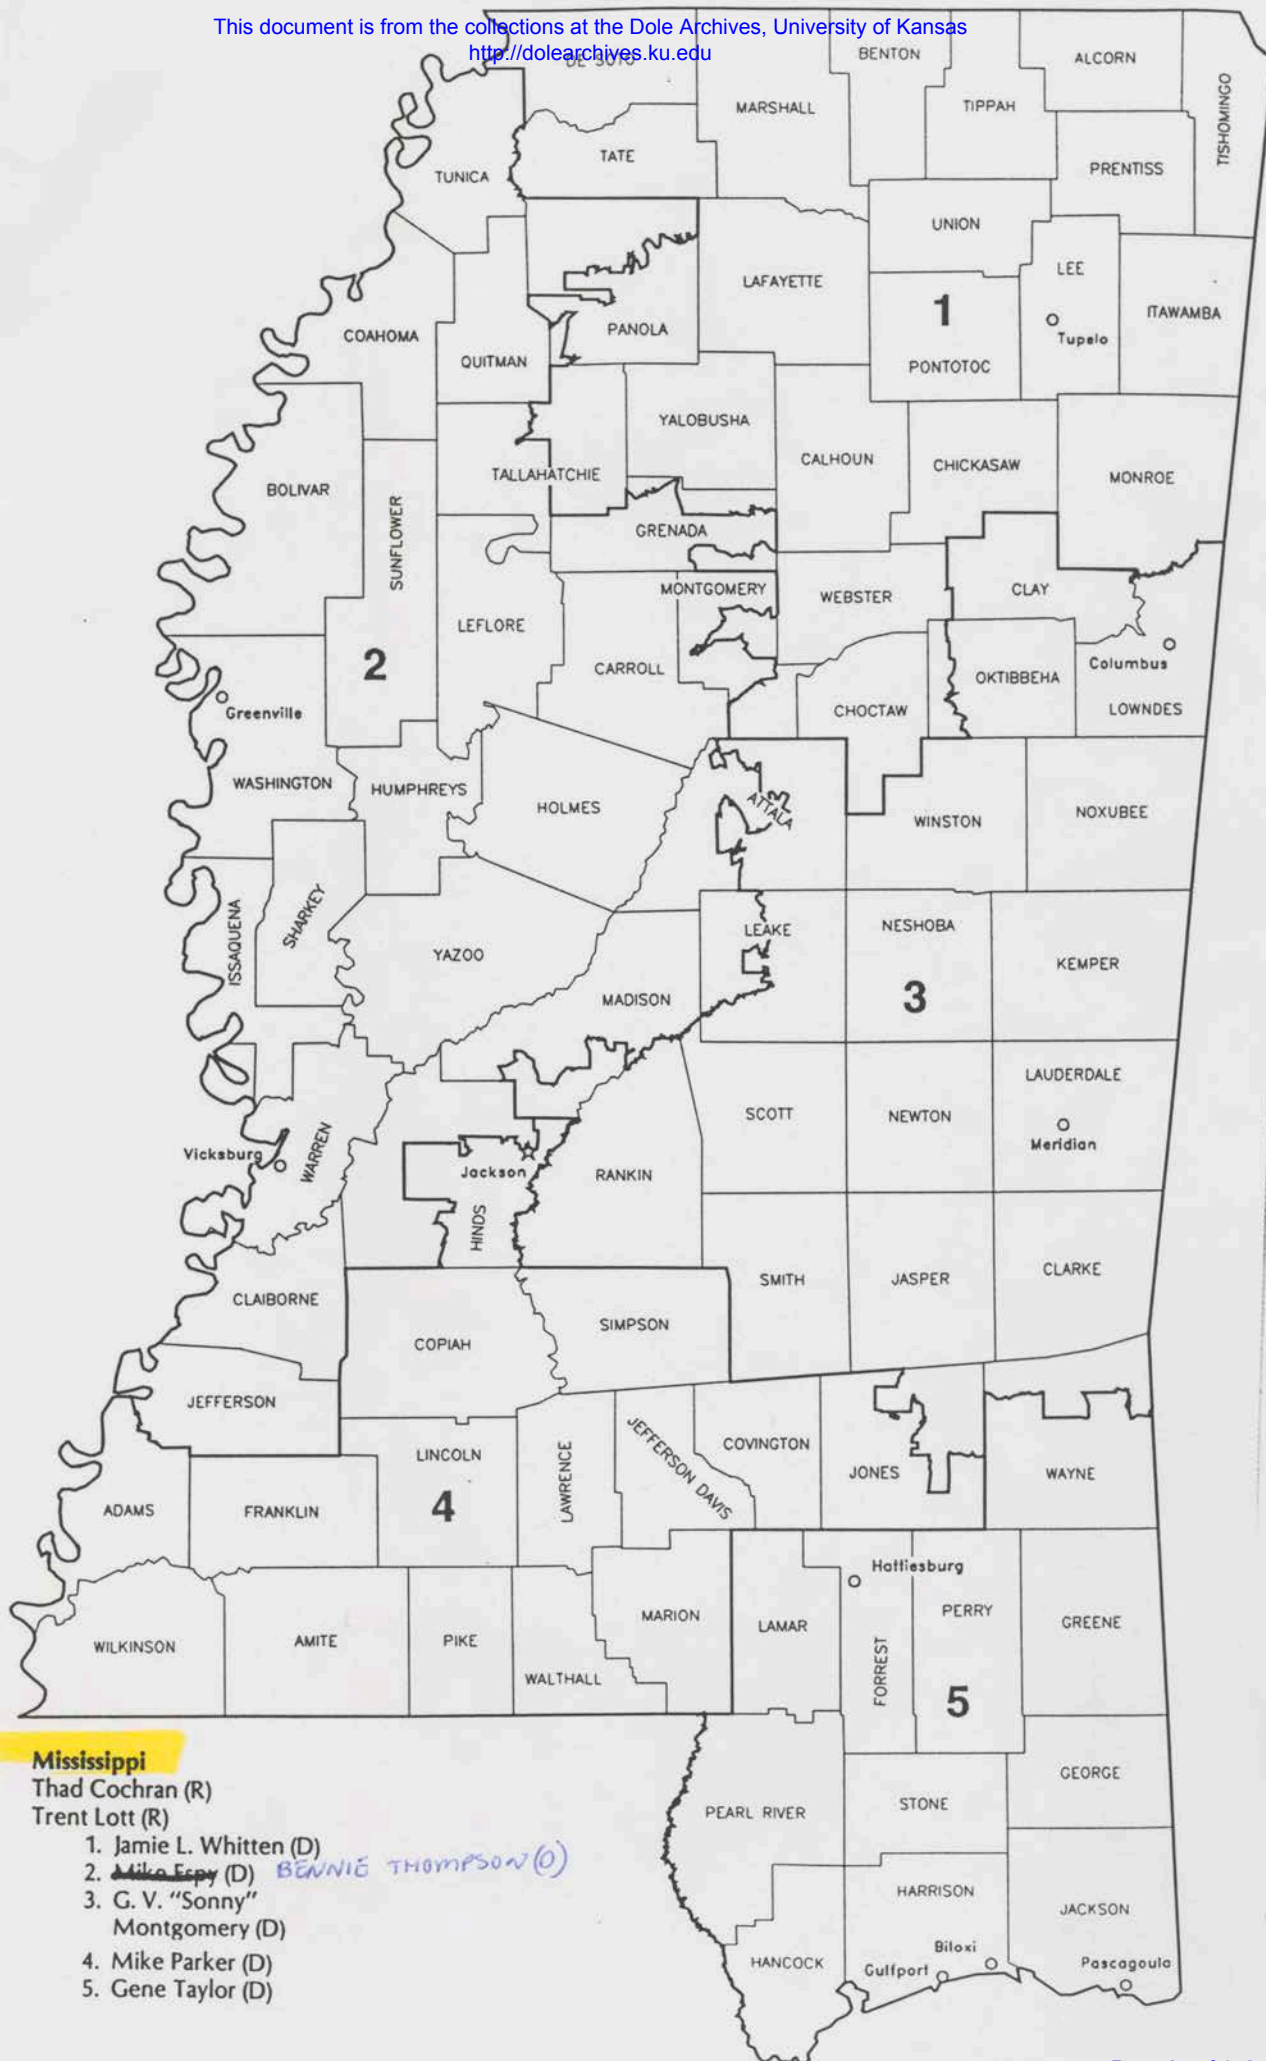 This document is from the collections at the Dole Archives, University of Kansas
http://dolearchives.ku.edu
DE SOTO
BENTON
ALCORN
MARSHALL
TIPPAH
TISHOMINGO
TATE
TUNICA
PRENTISS
UNION
LEE
LAFAYETTE
1
ITAWAMBA
COAHOMA
PANOLA
Tupelo
QUITMAN
PONTOTOC
YALOBUSHA
CALHOUN
CHICKASAW
MONROE
TALLAHATCHIE
BOLIVAR
SUNFLOWER
GRENADA
MONTGOMERY
WEBSTER
CLAY
LEFLORE
2
CARROLL
OKTIBBEHA
Columbus
Greenville
CHOCTAW
LOWNDES
WASHINGTON
HUMPHREYS
HOLMES
ATTALA
WINSTON
NOXUBEE
ISSAQUENA
SHARKEY
LEAKE
NESHOBA
YAZOO
KEMPER
MADISON
3
LAUDERDALE
SCOTT
NEWTON
Meridian
Vicksburg
WARREN
Jackson
RANKIN
HINDS
SMITH
JASPER
CLARKE
CLAIBORNE
SIMPSON
COPIAH
JEFFERSON
JEFFERSON DAVIS
COVINGTON
LINCOLN
LAWRENCE
JONES
WAYNE
ADAMS
FRANKLIN
4
Hattiesburg
MARION
PERRY
WILKINSON
AMITE
PIKE
LAMAR
GREENE
WALTHALL
FORREST
5
Mississippi
Thad Cochran (R)
Trent Lott (R)
1. Jamie L. Whitten (D)
2. Mike Espy (D) BENNIE THOMPSON (D)
3. G. V. "Sonny"
Montgomery (D)
4. Mike Parker (D)
5. Gene Taylor (D)
GEORGE
PEARL RIVER
STONE
HARRISON
JACKSON
Biloxi
HANCOCK
Gulfport
Pascagoula